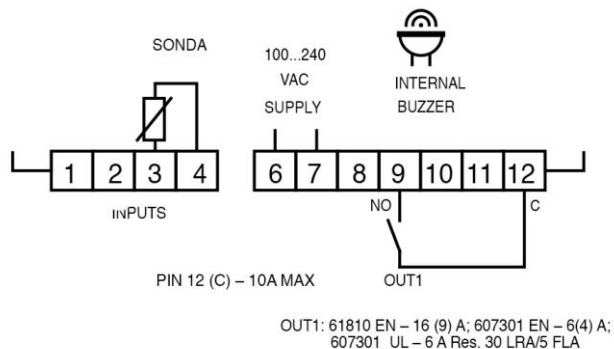 SONDA
100...240
VAC
SUPPLY
INTERNAL
BUZZER
1 2 3 4
6 7 8 9 10 11 12
INPUTS
NO
C
PIN 12 (C) – 10A MAX
OUT1
OUT1: 61810 EN – 16 (9) A; 607301 EN – 6(4) A;
607301 UL – 6 A Res. 30 LRA/5 FLA